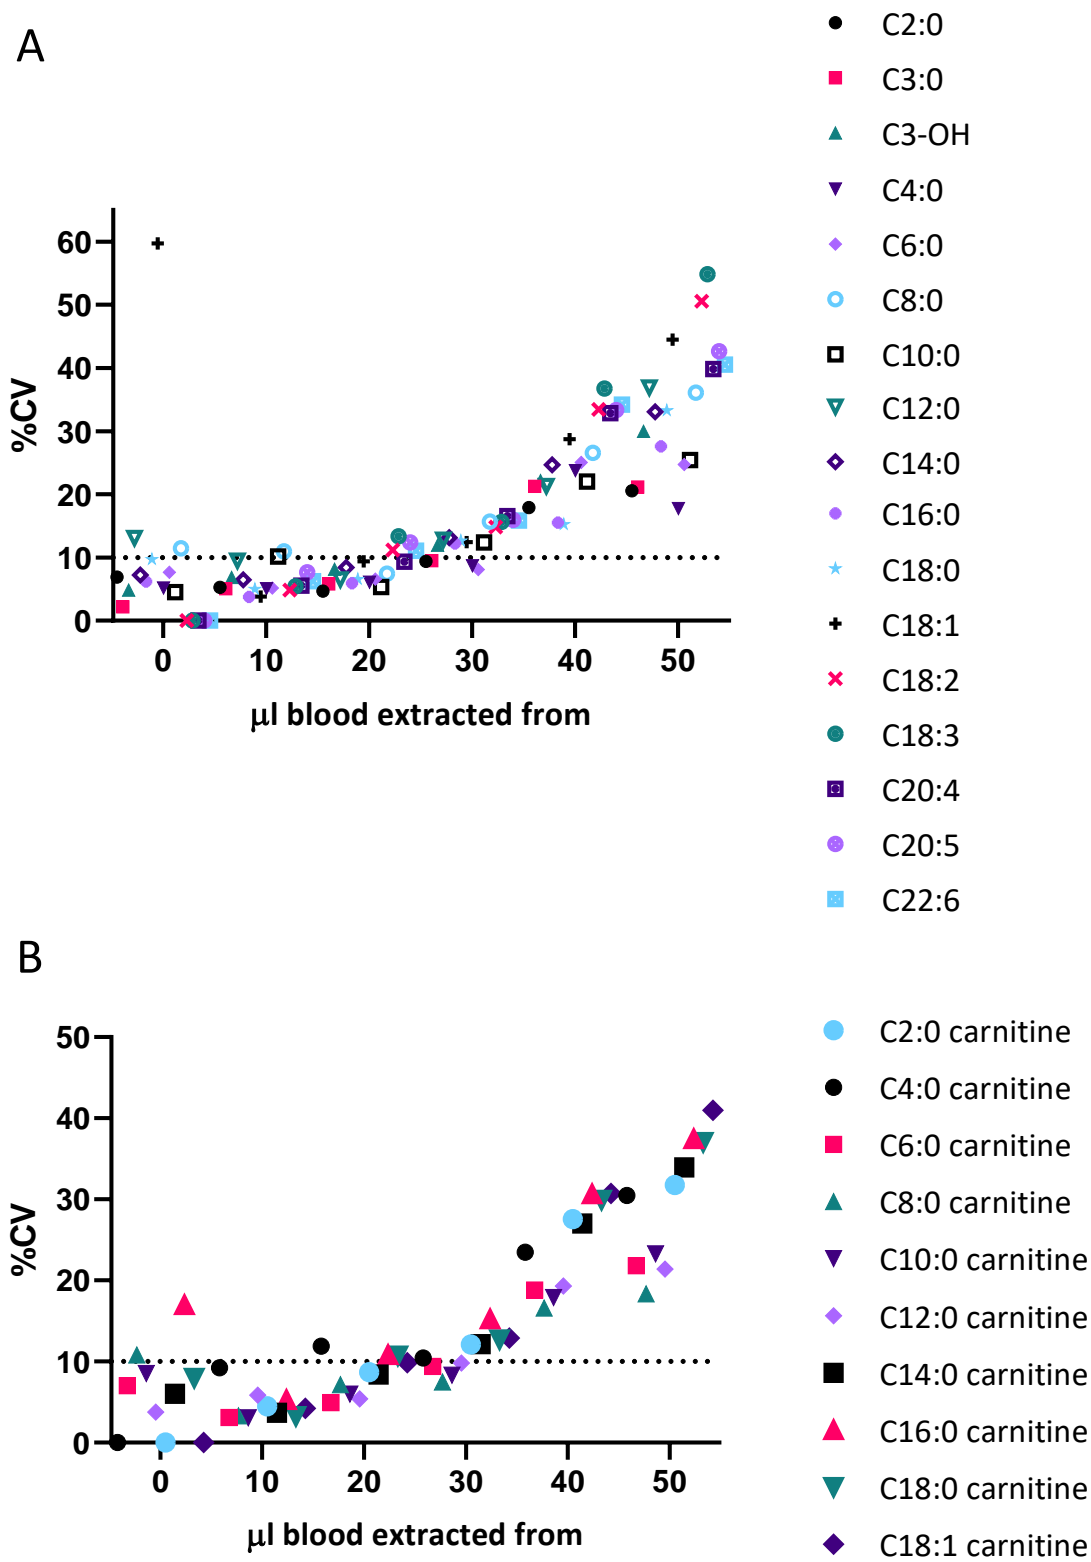 A
C2:0
C3:0
C3-OH
C4:0
C6:0
C8:0
C10:0
C12:0
C14:0
C16:0
C18:0
C18:1
C18:2
C18:3
C20:4
C20:5
C22:6
%CV
60
50
40
30
20
10
0
0 10 20 30 40 50
µl blood extracted from
B
C2:0 carnitine
C4:0 carnitine
C6:0 carnitine
C8:0 carnitine
C10:0 carnitine
C12:0 carnitine
C14:0 carnitine
C16:0 carnitine
C18:0 carnitine
C18:1 carnitine
%CV
50
40
30
20
10
0
0 10 20 30 40 50
µl blood extracted from